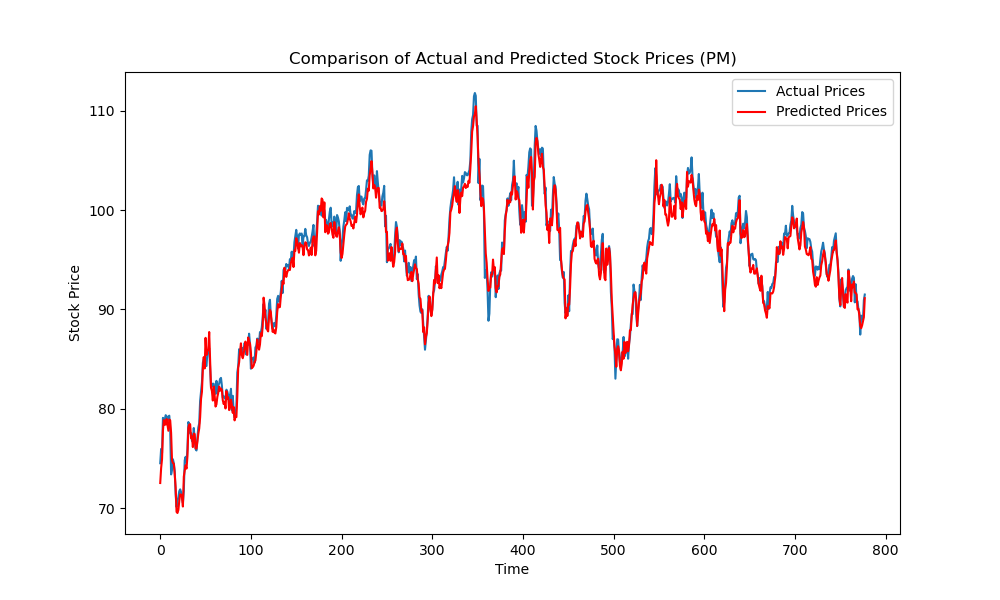 Comparison of Actual and Predicted Stock Prices (PM)
Actual Prices
Predicted Prices
110
100
90
80
70
Stock Price
0 100 200 300 400 500 600 700 800
Time